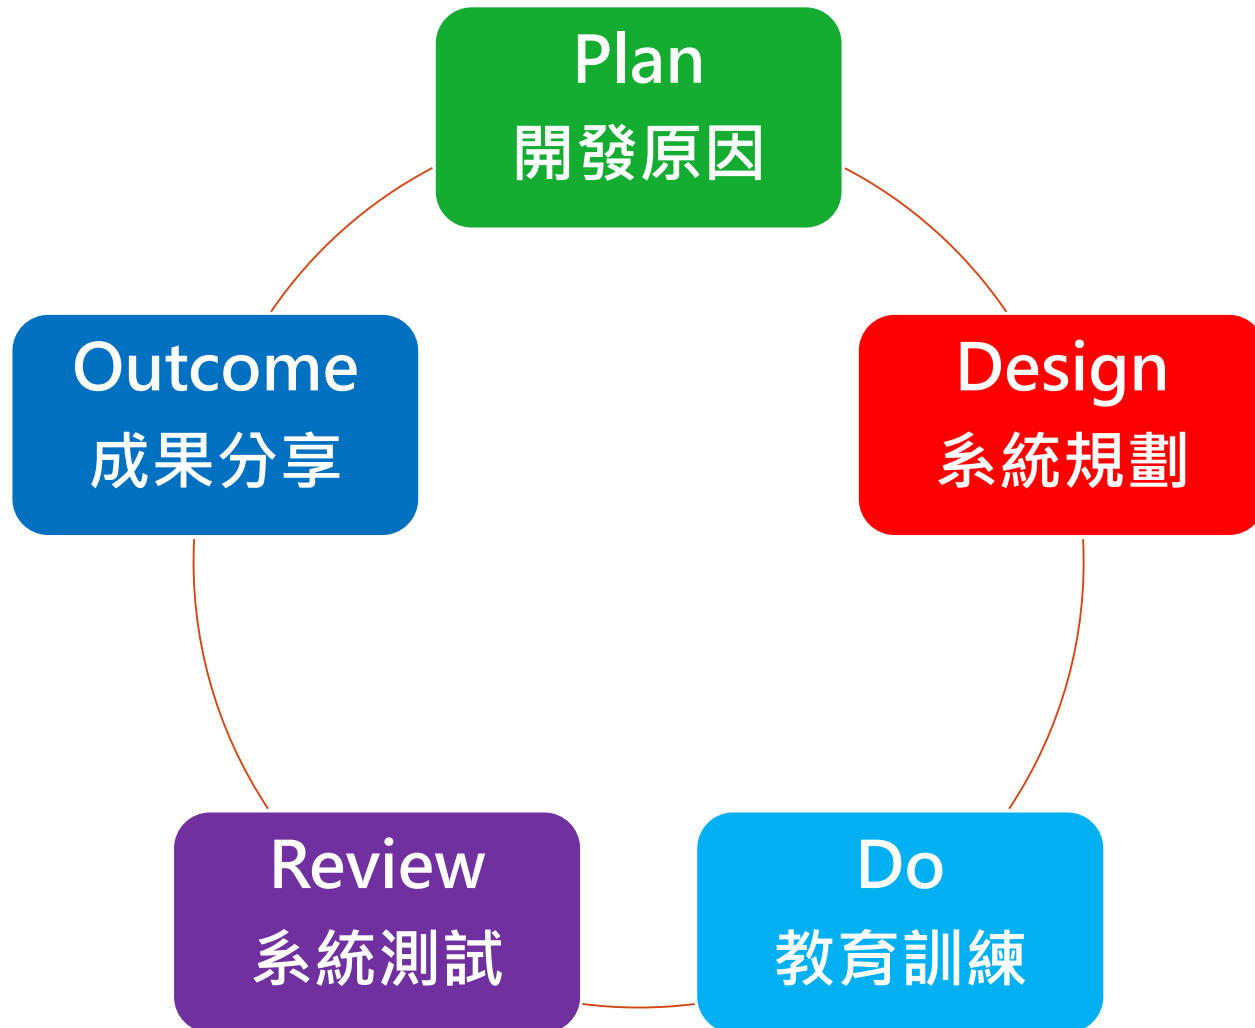 Plan
開發原因
Design
系統規劃
Do
教育訓練
Review
系統測試
Outcome
成果分享